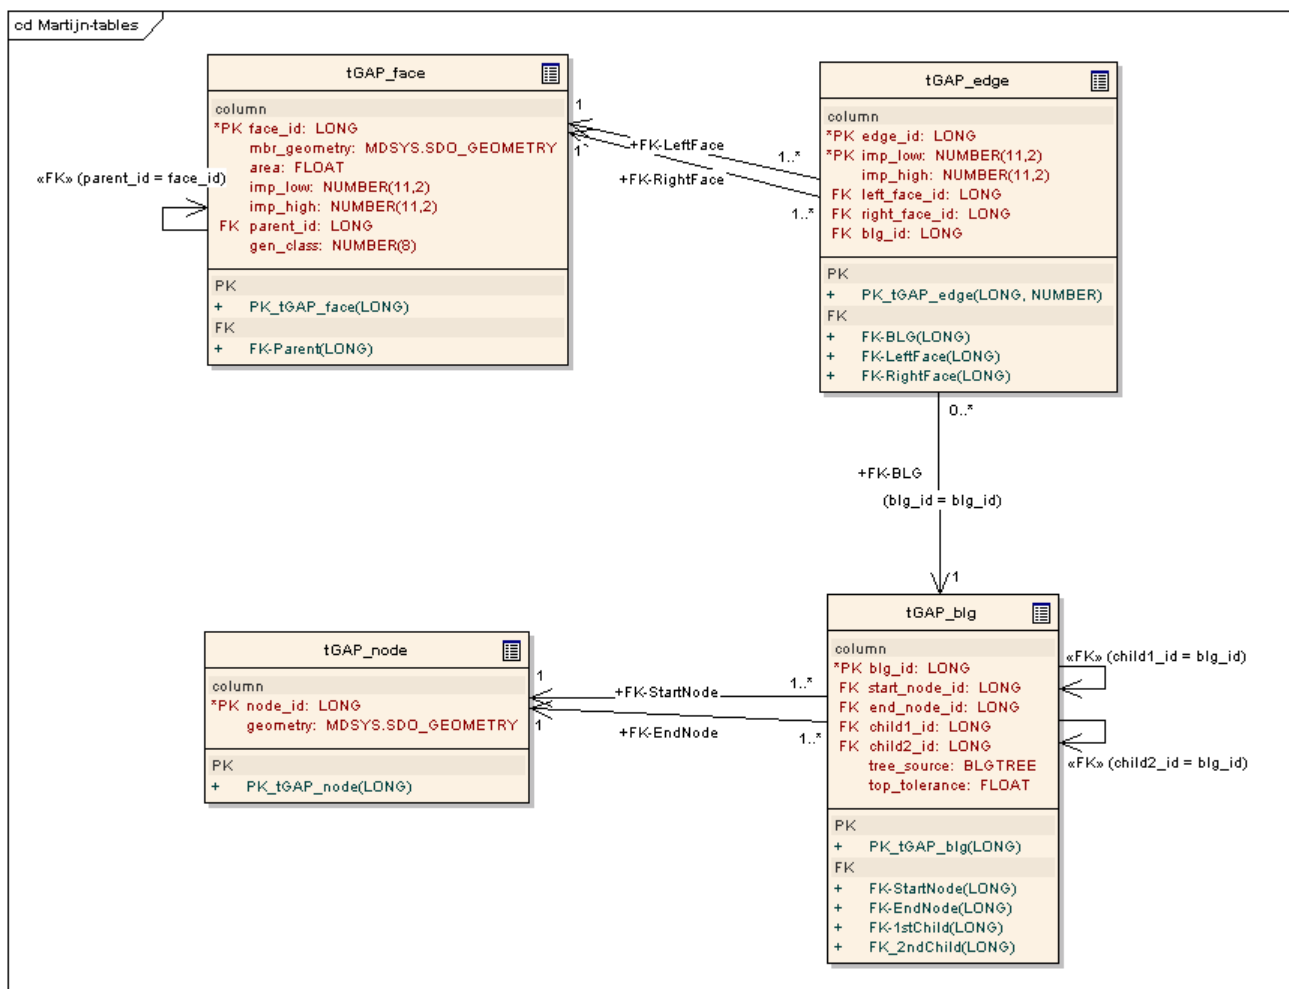 cd Martijn-tables
tGAP_face
column
*PK face_id: LONG
mbr_geometry: MDSYS.SDO_GEOMETRY
area: FLOAT
imp_low: NUMBER(11,2)
imp_high: NUMBER(11,2)
FK parent_id: LONG
gen_class: NUMBER(8)
PK
+ PK_tGAP_face(LONG)
FK
+ FK-Parent(LONG)
«FK» (parent_id = face_id)
1
1
+FK-LeftFace
+FK-RightFace
1..*
1..*
tGAP_edge
column
*PK edge_id: LONG
*PK imp_low: NUMBER(11,2)
imp_high: NUMBER(11,2)
FK left_face_id: LONG
FK right_face_id: LONG
FK blg_id: LONG
PK
+ PK_tGAP_edge(LONG, NUMBER)
FK
+ FK-BLG(LONG)
+ FK-LeftFace(LONG)
+ FK-RightFace(LONG)
0..*
+FK-BLG
(blg_id = blg_id)
1
tGAP_node
column
*PK node_id: LONG
geometry: MDSYS.SDO_GEOMETRY
PK
+ PK_tGAP_node(LONG)
1
1
+FK-StartNode
+FK-EndNode
1..*
1..*
tGAP_blg
column
*PK blg_id: LONG
FK start_node_id: LONG
FK end_node_id: LONG
FK child1_id: LONG
FK child2_id: LONG
tree_source: BLGTREE
top_tolerance: FLOAT
PK
+ PK_tGAP_blg(LONG)
FK
+ FK-StartNode(LONG)
+ FK-EndNode(LONG)
+ FK-1stChild(LONG)
+ FK_2ndChild(LONG)
«FK» (child1_id = blg_id)
«FK» (child2_id = blg_id)